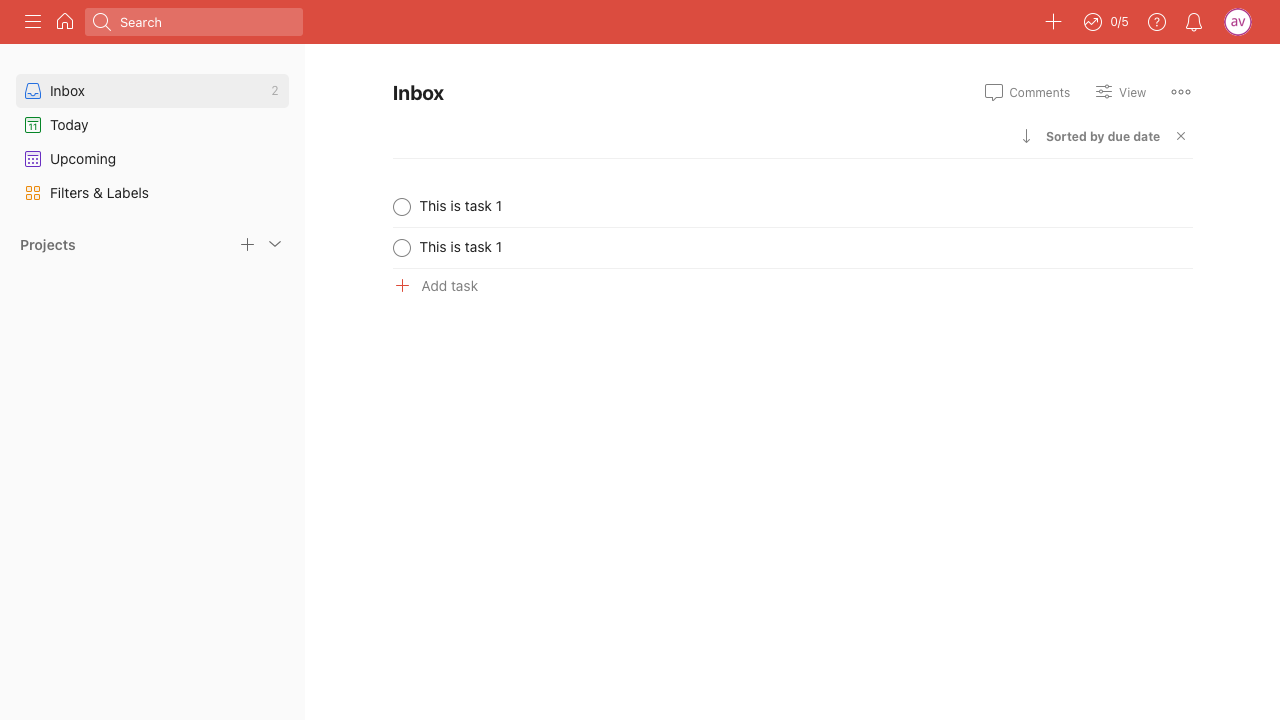 Search
0/5
av
Inbox 2
11 Today
Upcoming
Filters & Labels
Projects
Inbox
Comments View
Sorted by due date
This is task 1
This is task 1
Add task